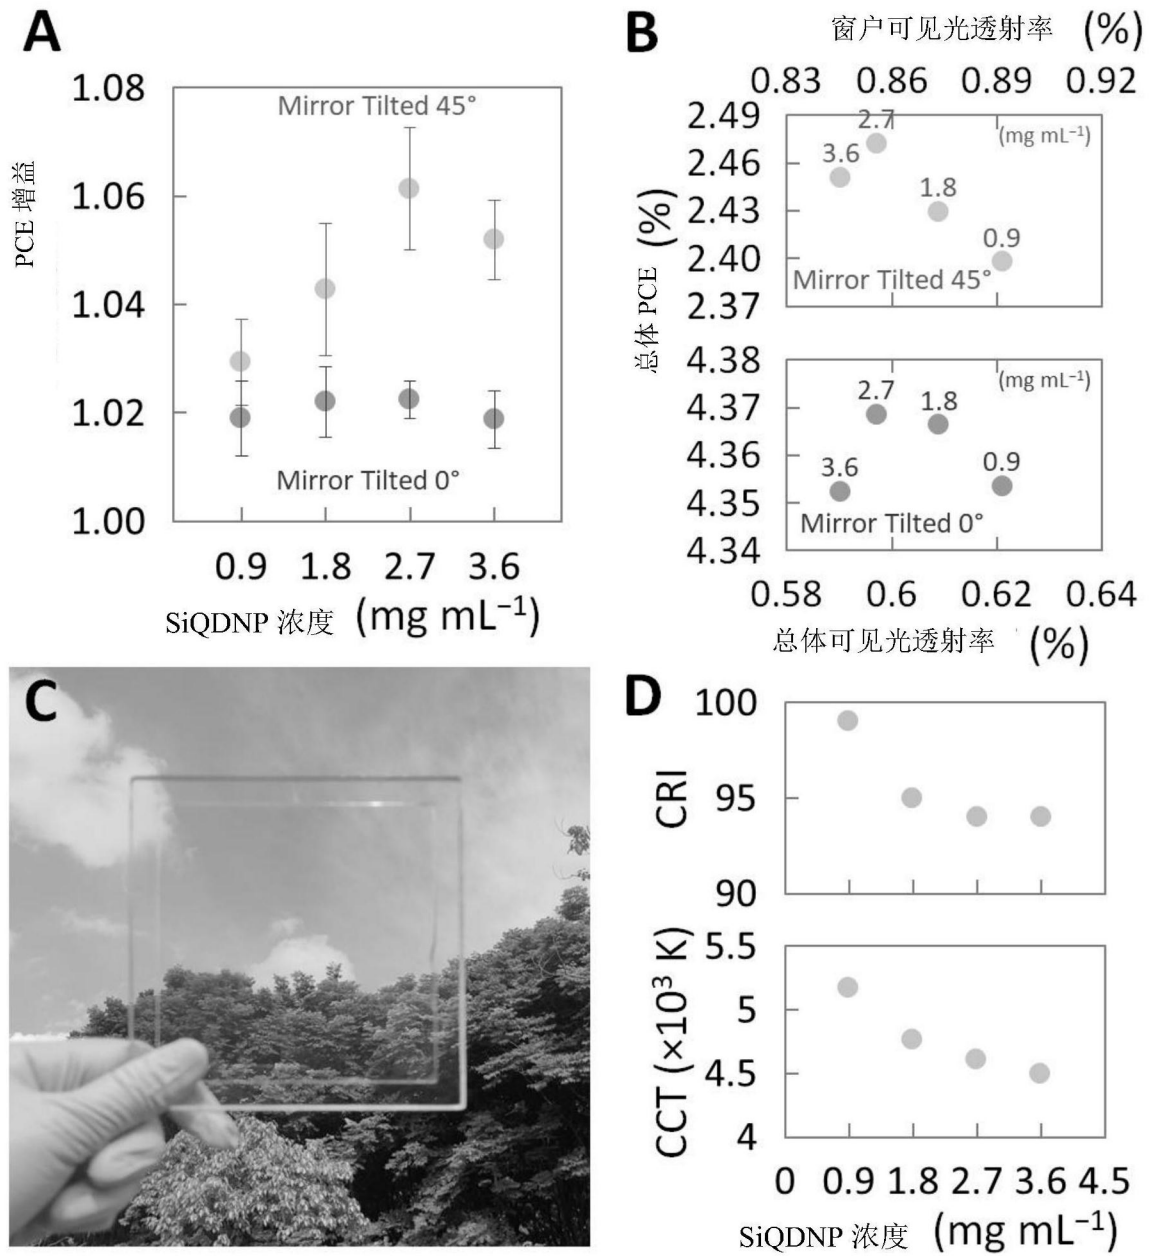 A
1.08
1.06
1.04
1.02
1.00
PCE 增益
Mirror Tilted 45°
Mirror Tilted 0°
0.9 1.8 2.7 3.6
SiQDNP 浓度 (mg mL⁻¹)
B
窗户可见光透射率 (%)
0.83 0.86 0.89 0.92
2.49
2.46
2.43
2.40
2.37
总体 PCE (%)
(mg mL⁻¹)
2.7
3.6
1.8
0.9
Mirror Tilted 45°
4.38
4.37
4.36
4.35
4.34
(mg mL⁻¹)
2.7
1.8
3.6
0.9
Mirror Tilted 0°
0.58 0.6 0.62 0.64
总体可见光透射率 (%)
C
D
100
95
90
CRI
5.5
5
4.5
4
CCT (×10³ K)
0 0.9 1.8 2.7 3.6 4.5
SiQDNP 浓度 (mg mL⁻¹)